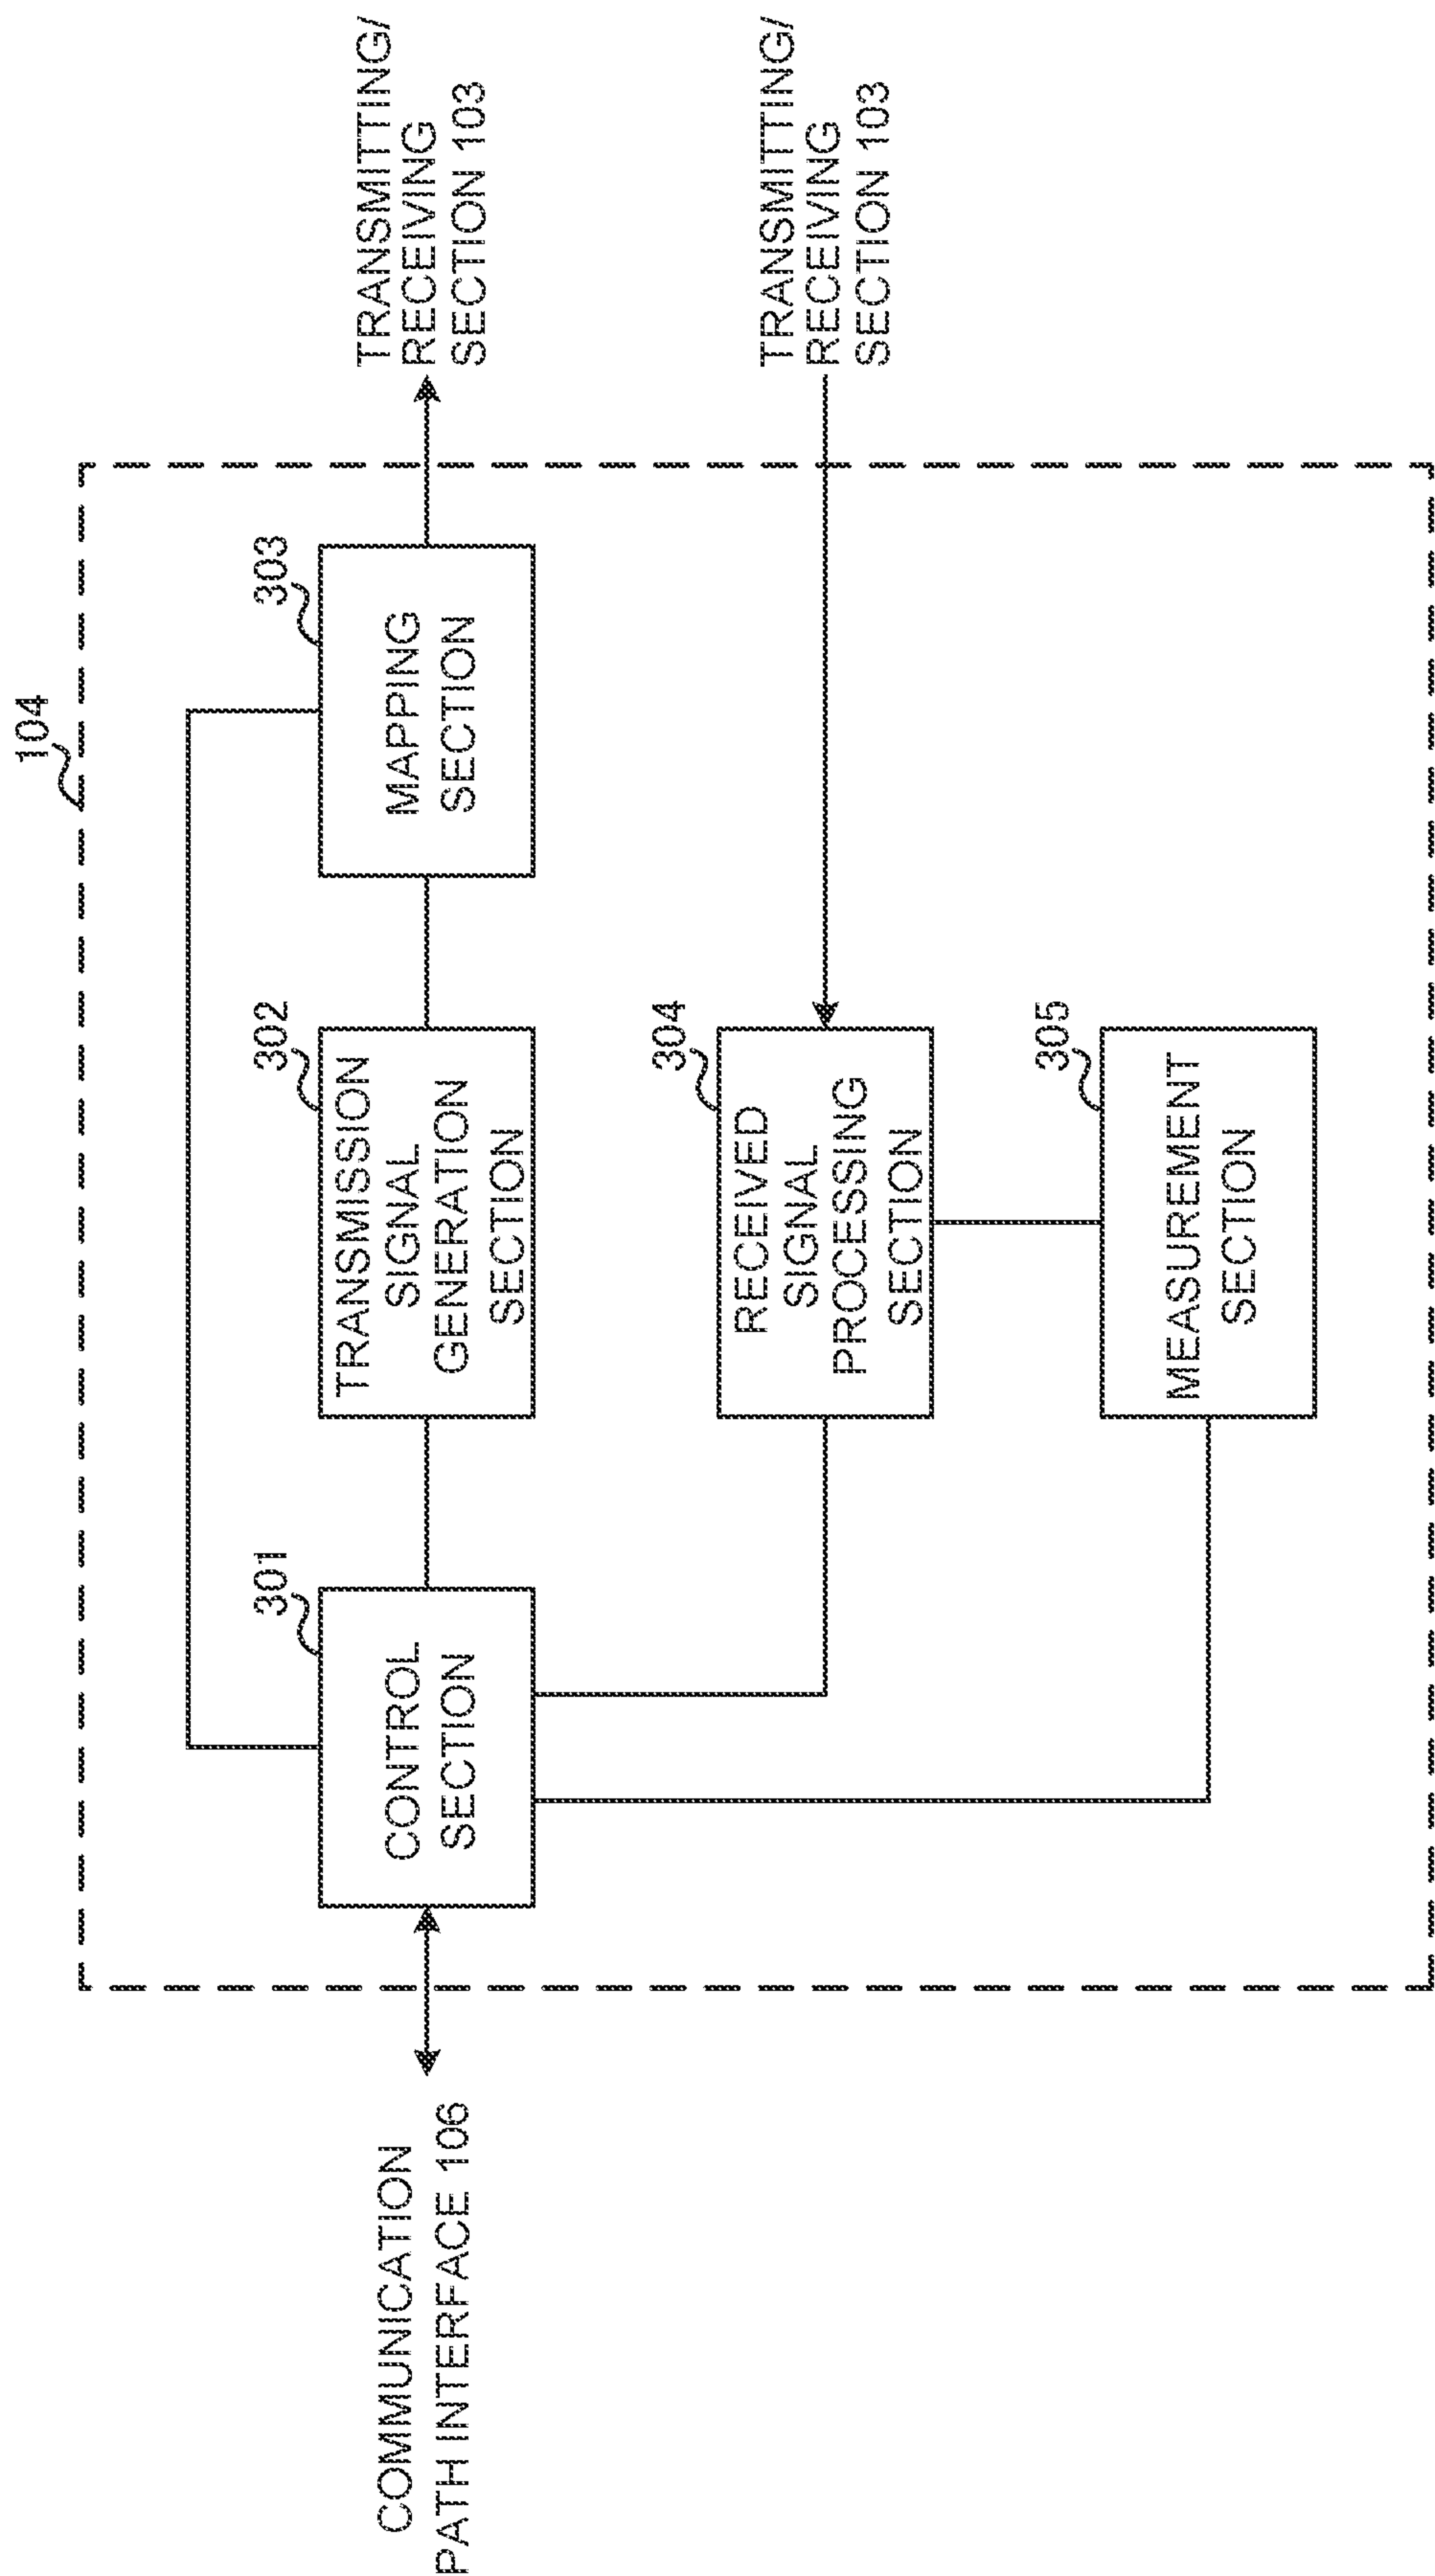 104
303
MAPPING
SECTION
TRANSMITTING/
RECEIVING
SECTION 103
302
TRANSMISSION
SIGNAL
GENERATION
SECTION
301
CONTROL
SECTION
COMMUNICATION
PATH INTERFACE 106
304
RECEIVED
SIGNAL
PROCESSING
SECTION
TRANSMITTING/
RECEIVING
SECTION 103
305
MEASUREMENT
SECTION